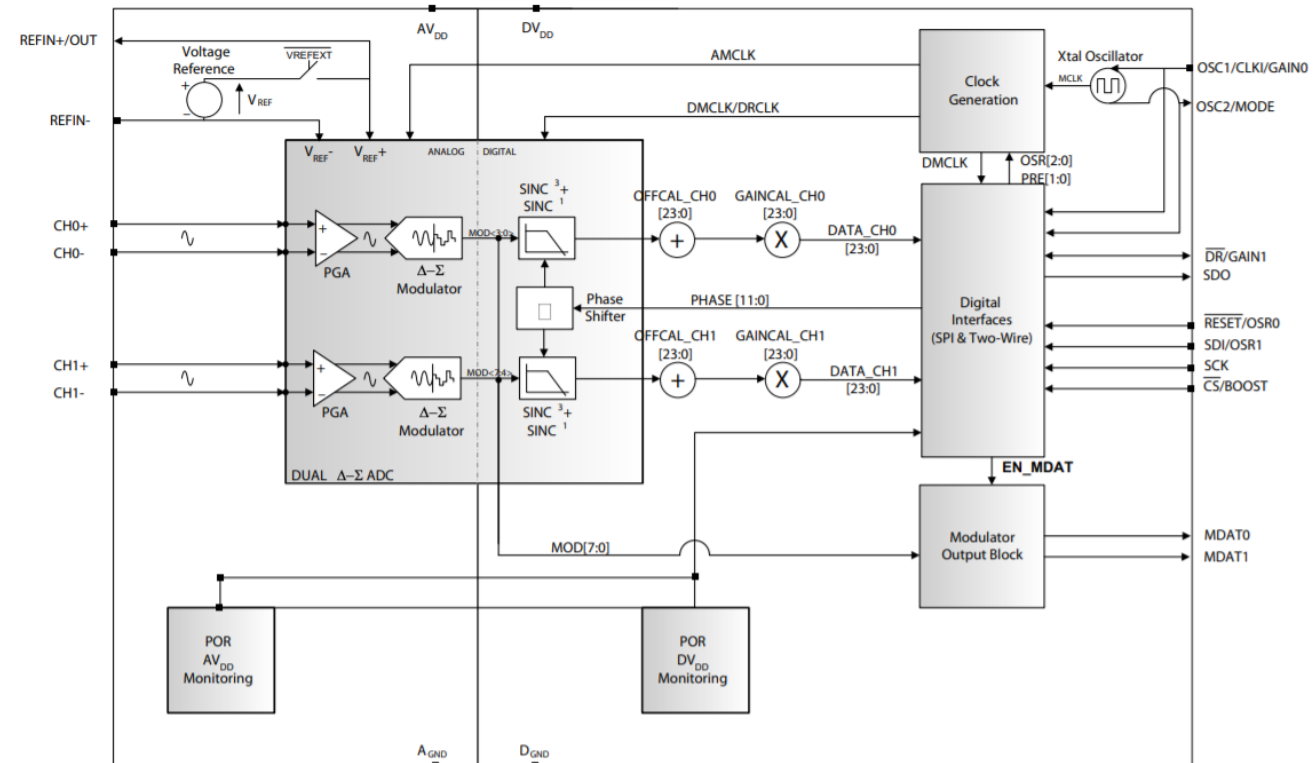 AVDD
DVDD
REFIN+/OUT
Voltage
Reference
VREFEXT
+
−
VREF
REFIN-
AMCLK
DMCLK/DRCLK
Clock
Generation
Xtal Oscillator
MCLK
OSC1/CLKI/GAIN0
OSC2/MODE
DMCLK
OSR[2:0]
PRE[1:0]
VREF-
VREF+
ANALOG
DIGITAL
SINC 3+
SINC 1
OFFCAL_CH0
[23:0]
GAINCAL_CH0
[23:0]
CH0+
CH0-
+
−
PGA
Δ–Σ
Modulator
MOD<3:0>
+
X
DATA_CH0
[23:0]
DR/GAIN1
SDO
Phase
Shifter
PHASE [11:0]
Digital
Interfaces
(SPI & Two-Wire)
RESET/OSR0
SDI/OSR1
SCK
CS/BOOST
OFFCAL_CH1
[23:0]
GAINCAL_CH1
[23:0]
CH1+
CH1-
+
−
PGA
Δ–Σ
Modulator
MOD<7:4>
SINC 3+
SINC 1
+
X
DATA_CH1
[23:0]
DUAL Δ–Σ ADC
EN_MDAT
MOD[7:0]
Modulator
Output Block
MDAT0
MDAT1
POR
AVDD
Monitoring
POR
DVDD
Monitoring
AGND
DGND